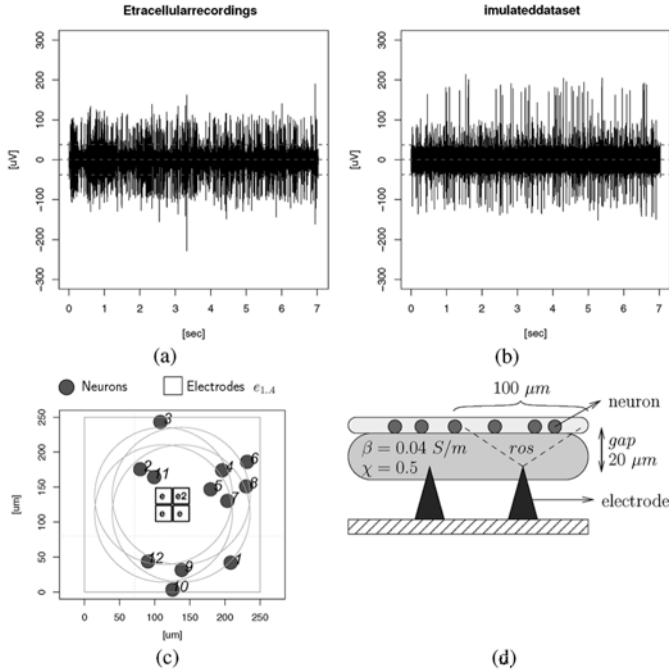 Etracellularrecordings
imulateddataset
[uV]
300
200
100
0
-100
-200
-300
0 1 2 3 4 5 6 7
[sec]
(a)
[uV]
300
200
100
0
-100
-200
-300
0 1 2 3 4 5 6 7
[sec]
(b)
Neurons
Electrodes e1..4
[um]
250
200
150
100
50
0
3
2
11
4
6
5
8
7
e e2
e e
12
9
1
10
0 50 100 150 200 250
[um]
(c)
100 μm
neuron
β = 0.04 S/m
χ = 0.5
ros
gap
20 μm
electrode
(d)